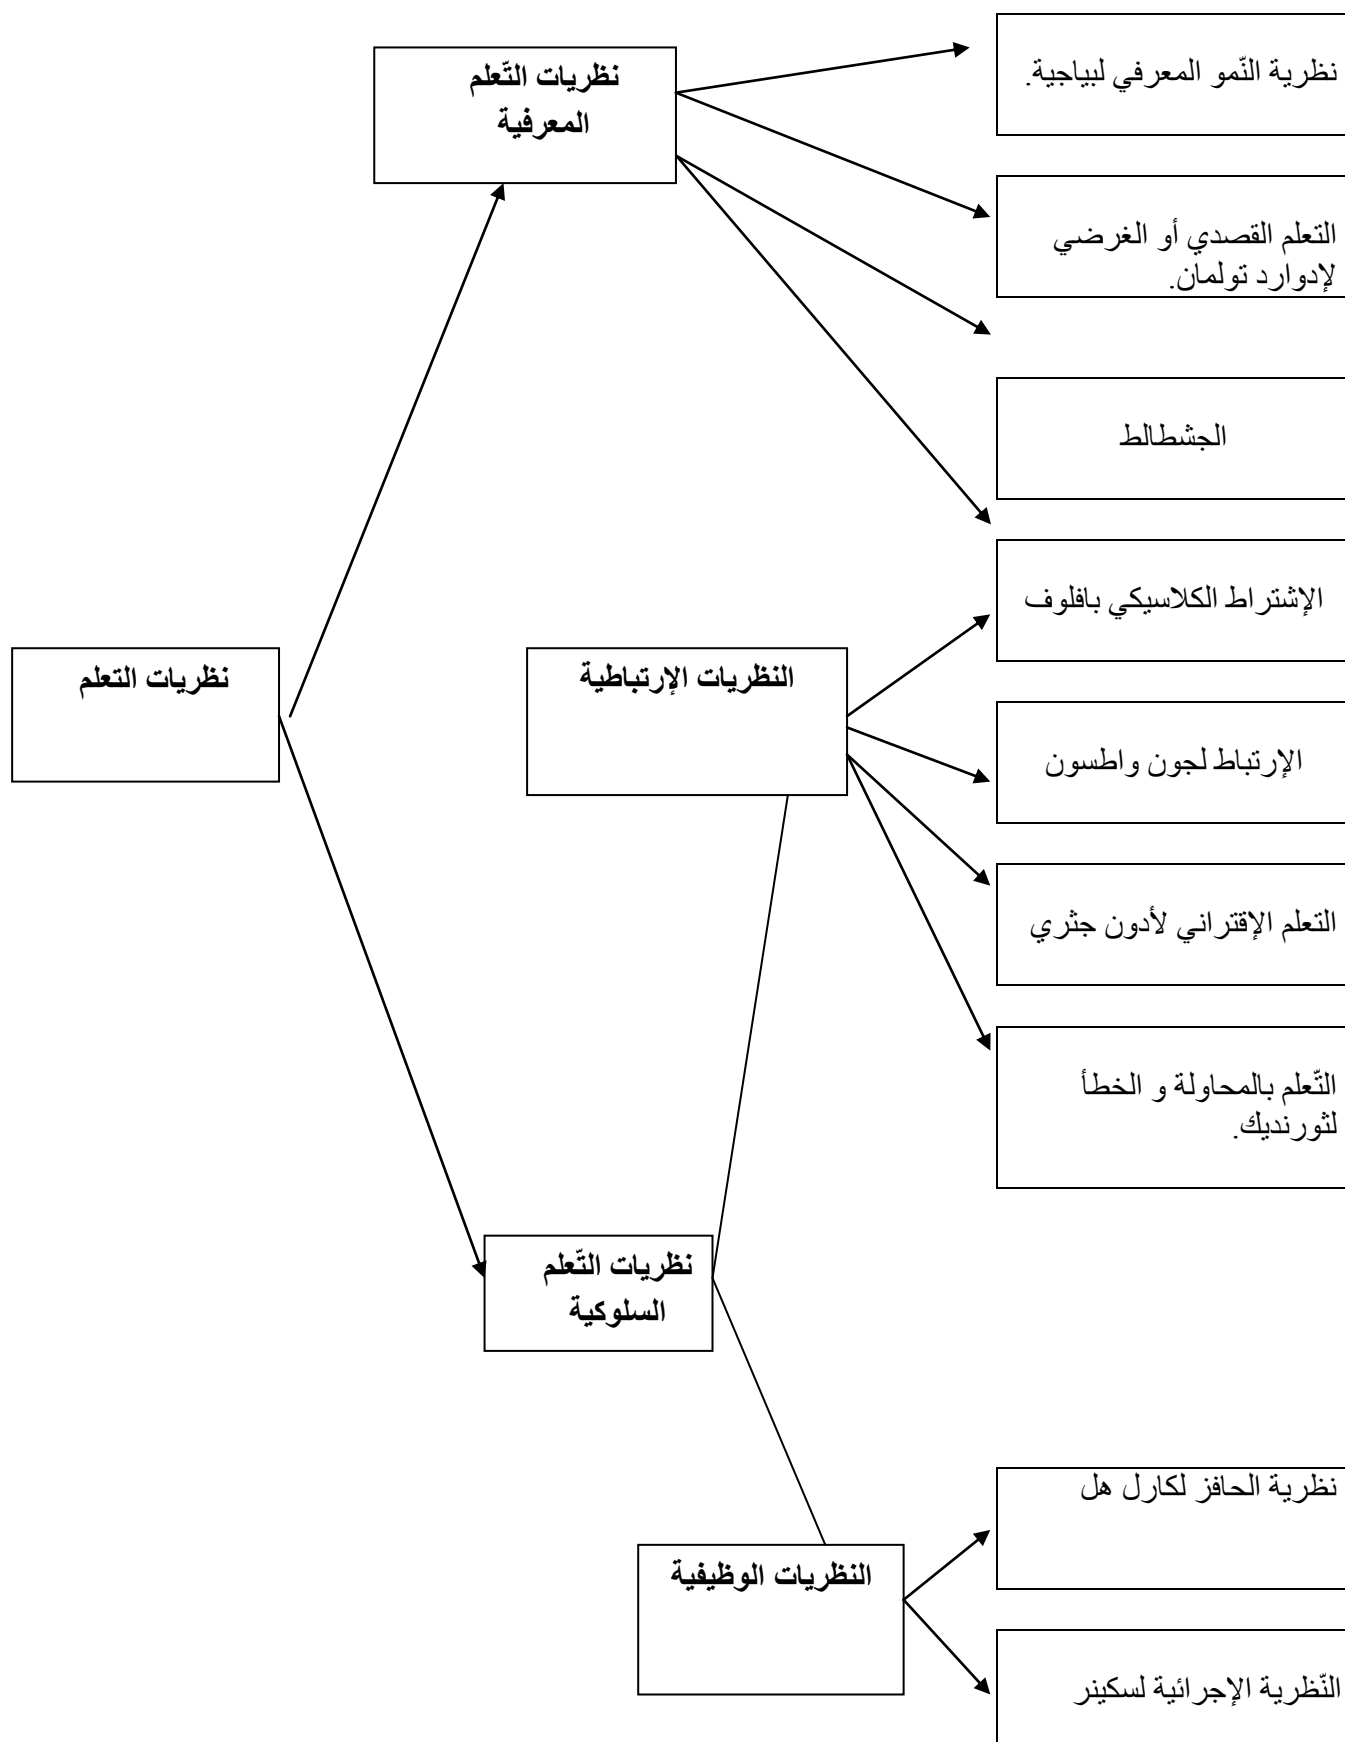 نظرية النّمو المعرفي لبياجية.
نظريات التّعلم
المعرفية
التعلم القصدي أو الغرضي
لإدوارد تولمان.
الجشطالط
الإشتراط الكلاسيكي بافلوف
نظريات التعلم
النظريات الإرتباطية
الإرتباط لجون واطسون
التعلم الإقتراني لأدون جثري
التّعلم بالمحاولة و الخطأ
لثورنديك.
نظريات التّعلم
السلوكية
نظرية الحافز لكارل هل
النظريات الوظيفية
النّظرية الإجرائية لسكينر